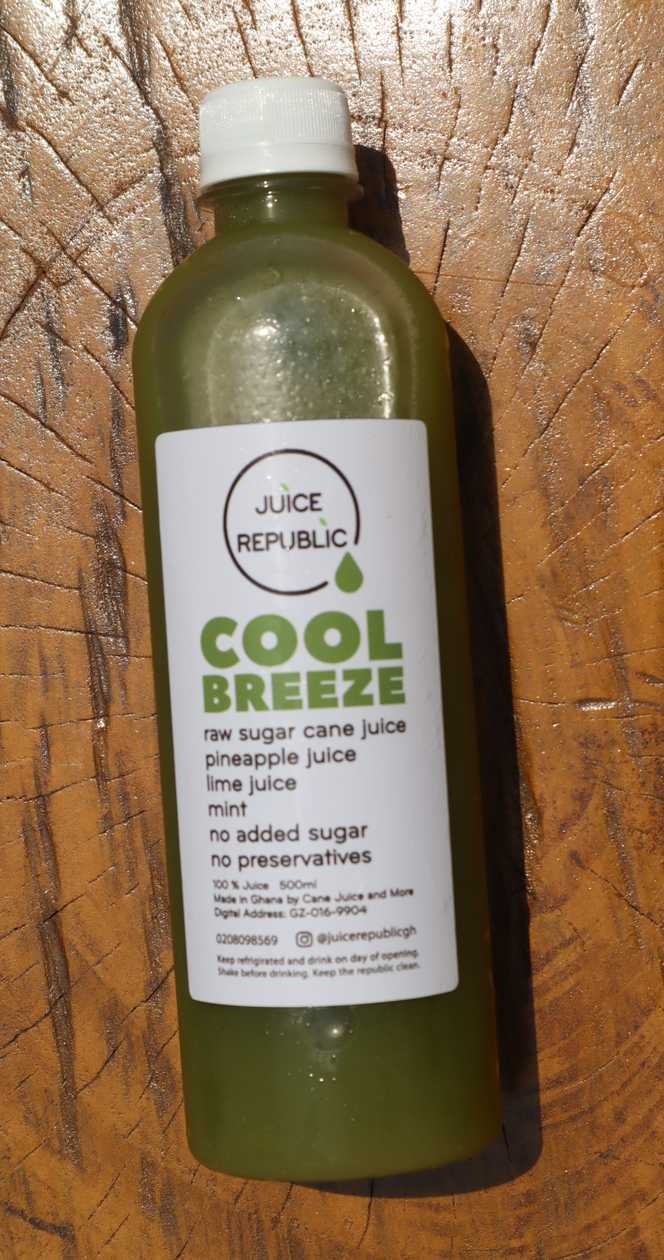 JUICE
REPUBLIC
COOL
BREEZE
raw sugar cane juice
pineapple juice
lime juice
mint
no added sugar
no preservatives
100 % Juice 500ml
Made in Ghana by Cane Juice and More
Digital Address: GZ-016-9904
0208098569 @juicerepublicgh
Keep refrigirated and drink on day of opening.
Shake before drinking. Keep the republic clean.